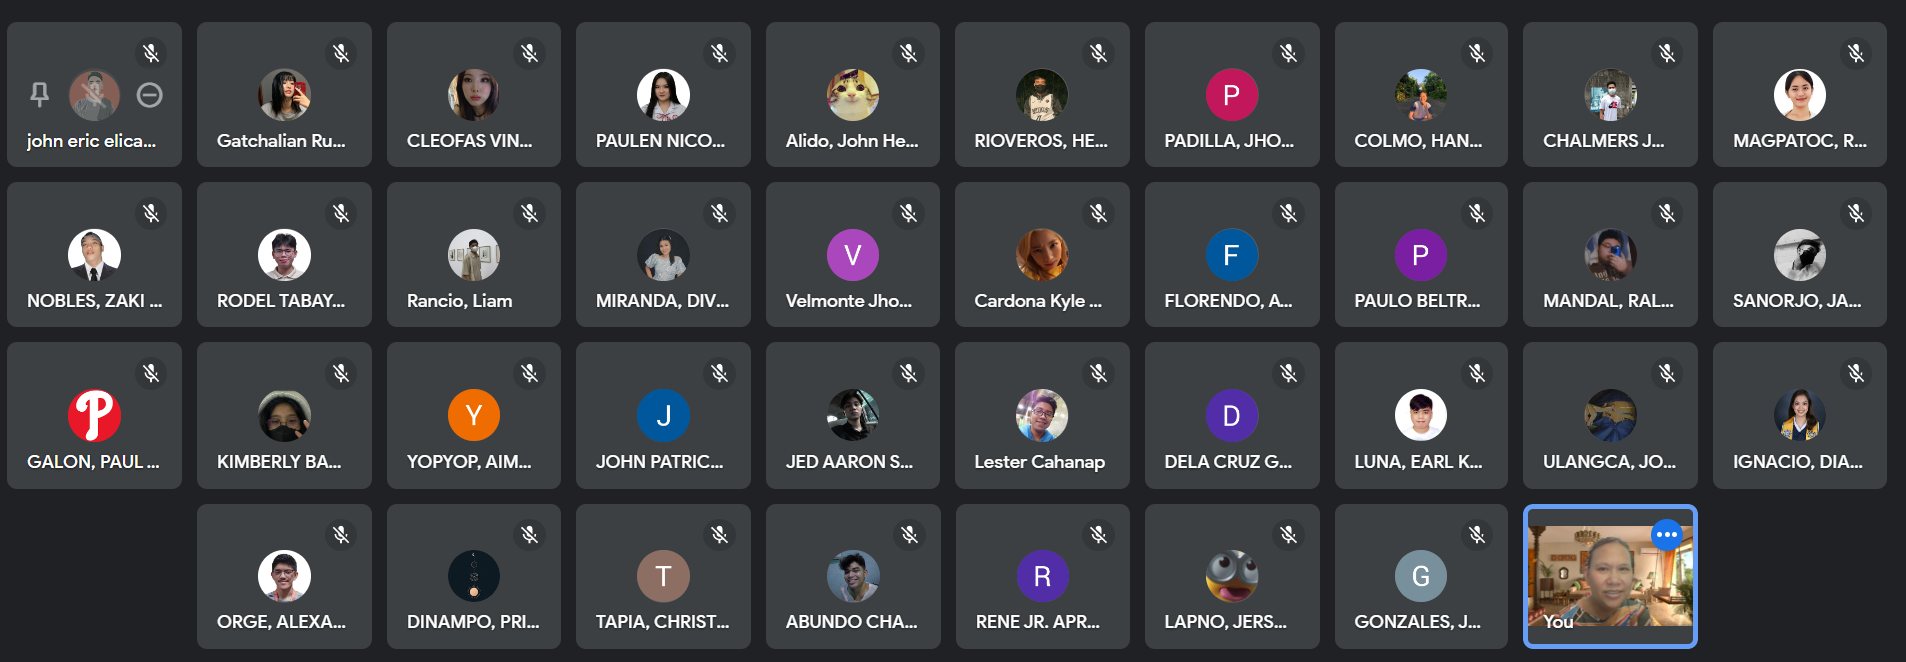 john eric elica...
Gatchalian Ru...
CLEOFAS VIN...
PAULEN NICO...
Alido, John He...
RIOVEROS, HE...
P
PADILLA, JHO...
COLMO, HAN...
CHALMERS J...
MAGPATOC, R...
NOBLES, ZAKI ...
RODEL TABAY...
Rancio, Liam
MIRANDA, DIV...
V
Velmonte Jho...
Cardona Kyle ...
F
FLORENDO, A...
P
PAULO BELTR...
MANDAL, RAL...
SANORJO, JA...
P
GALON, PAUL ...
KIMBERLY BA...
Y
YOPYOP, AIM...
J
JOHN PATRIC...
JED AARON S...
Lester Cahanap
D
DELA CRUZ G...
LUNA, EARL K...
ULANGCA, JO...
IGNACIO, DIA...
ORGE, ALEXA...
DINAMPO, PRI...
T
TAPIA, CHRIST...
ABUNDO CHA...
R
RENE JR. APR...
LAPNO, JERS...
G
GONZALES, J...
You